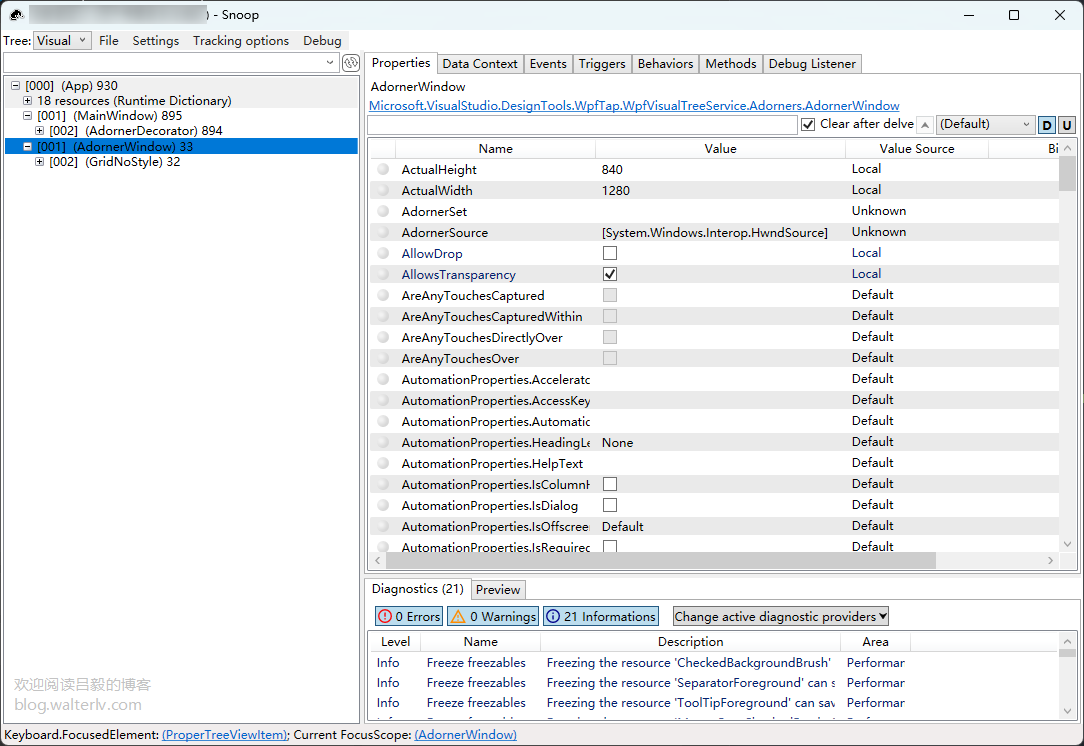 ) - Snoop
Tree: Visual File Settings Tracking options Debug
[000] (App) 930
18 resources (Runtime Dictionary)
[001] (MainWindow) 895
[002] (AdornerDecorator) 894
[001] (AdornerWindow) 33
[002] (GridNoStyle) 32
欢迎阅读吕毅的博客
blog.walterlv.com
Properties Data Context Events Triggers Behaviors Methods Debug Listener
AdornerWindow
Microsoft.VisualStudio.DesignTools.WpfTap.WpfVisualTreeService.Adorners.AdornerWindow
Clear after delve (Default) D U
Name Value Value Source Bi
ActualHeight 840 Local
ActualWidth 1280 Local
AdornerSet Unknown
AdornerSource [System.Windows.Interop.HwndSource] Unknown
AllowDrop Local
AllowsTransparency Local
AreAnyTouchesCaptured Default
AreAnyTouchesCapturedWithin Default
AreAnyTouchesDirectlyOver Default
AreAnyTouchesOver Default
AutomationProperties.Accelerato Default
AutomationProperties.AccessKey Default
AutomationProperties.Automatic Default
AutomationProperties.HeadingLe None Default
AutomationProperties.HelpText Default
AutomationProperties.IsColumnH Default
AutomationProperties.IsDialog Default
AutomationProperties.IsOffscree Default Default
AutomationProperties.IsRequired Default
Diagnostics (21) Preview
0 Errors 0 Warnings 21 Informations Change active diagnostic providers
Level Name Description Area
Info Freeze freezables Freezing the resource 'CheckedBackgroundBrush' Performan
Info Freeze freezables Freezing the resource 'SeparatorForeground' can s Performan
Info Freeze freezables Freezing the resource 'ToolTipForeground' can sav Performan
Keyboard.FocusedElement: (ProperTreeViewItem); Current FocusScope: (AdornerWindow)